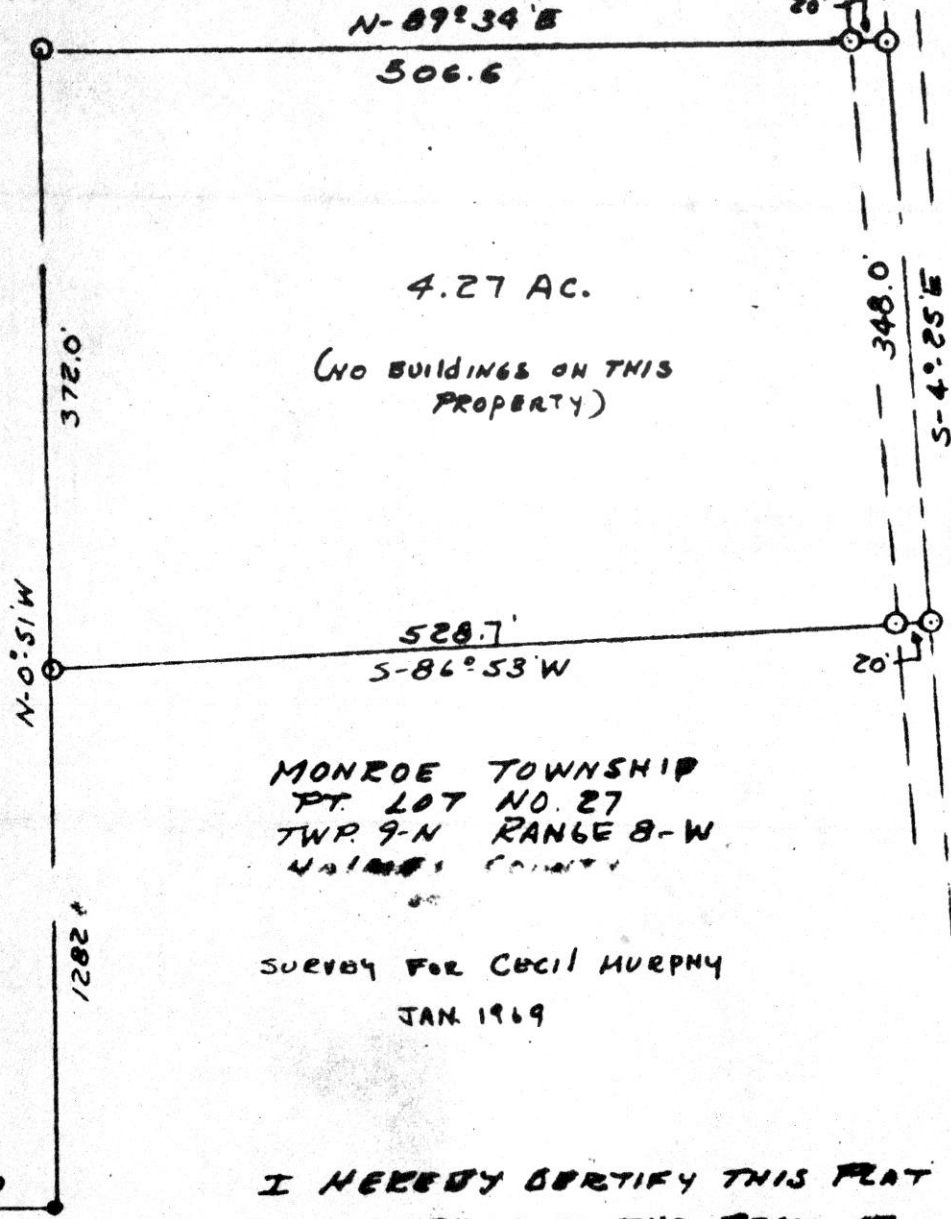 N-89°34'E
20'
506.6
4.27 AC.
(NO BUILDINGS ON THIS
PROPERTY)
372.0'
348.0'
S-4°-25'E
N-0°-51'W
528.7'
S-86°-53'W
20'
MONROE TOWNSHIP
PT. LOT NO. 27
TWP. 9-N RANGE 8-W
COUNTY
1282±
SURVEY FOR CECIL MURPHY
JAN. 1969
I HEREBY CERTIFY THIS PLAT